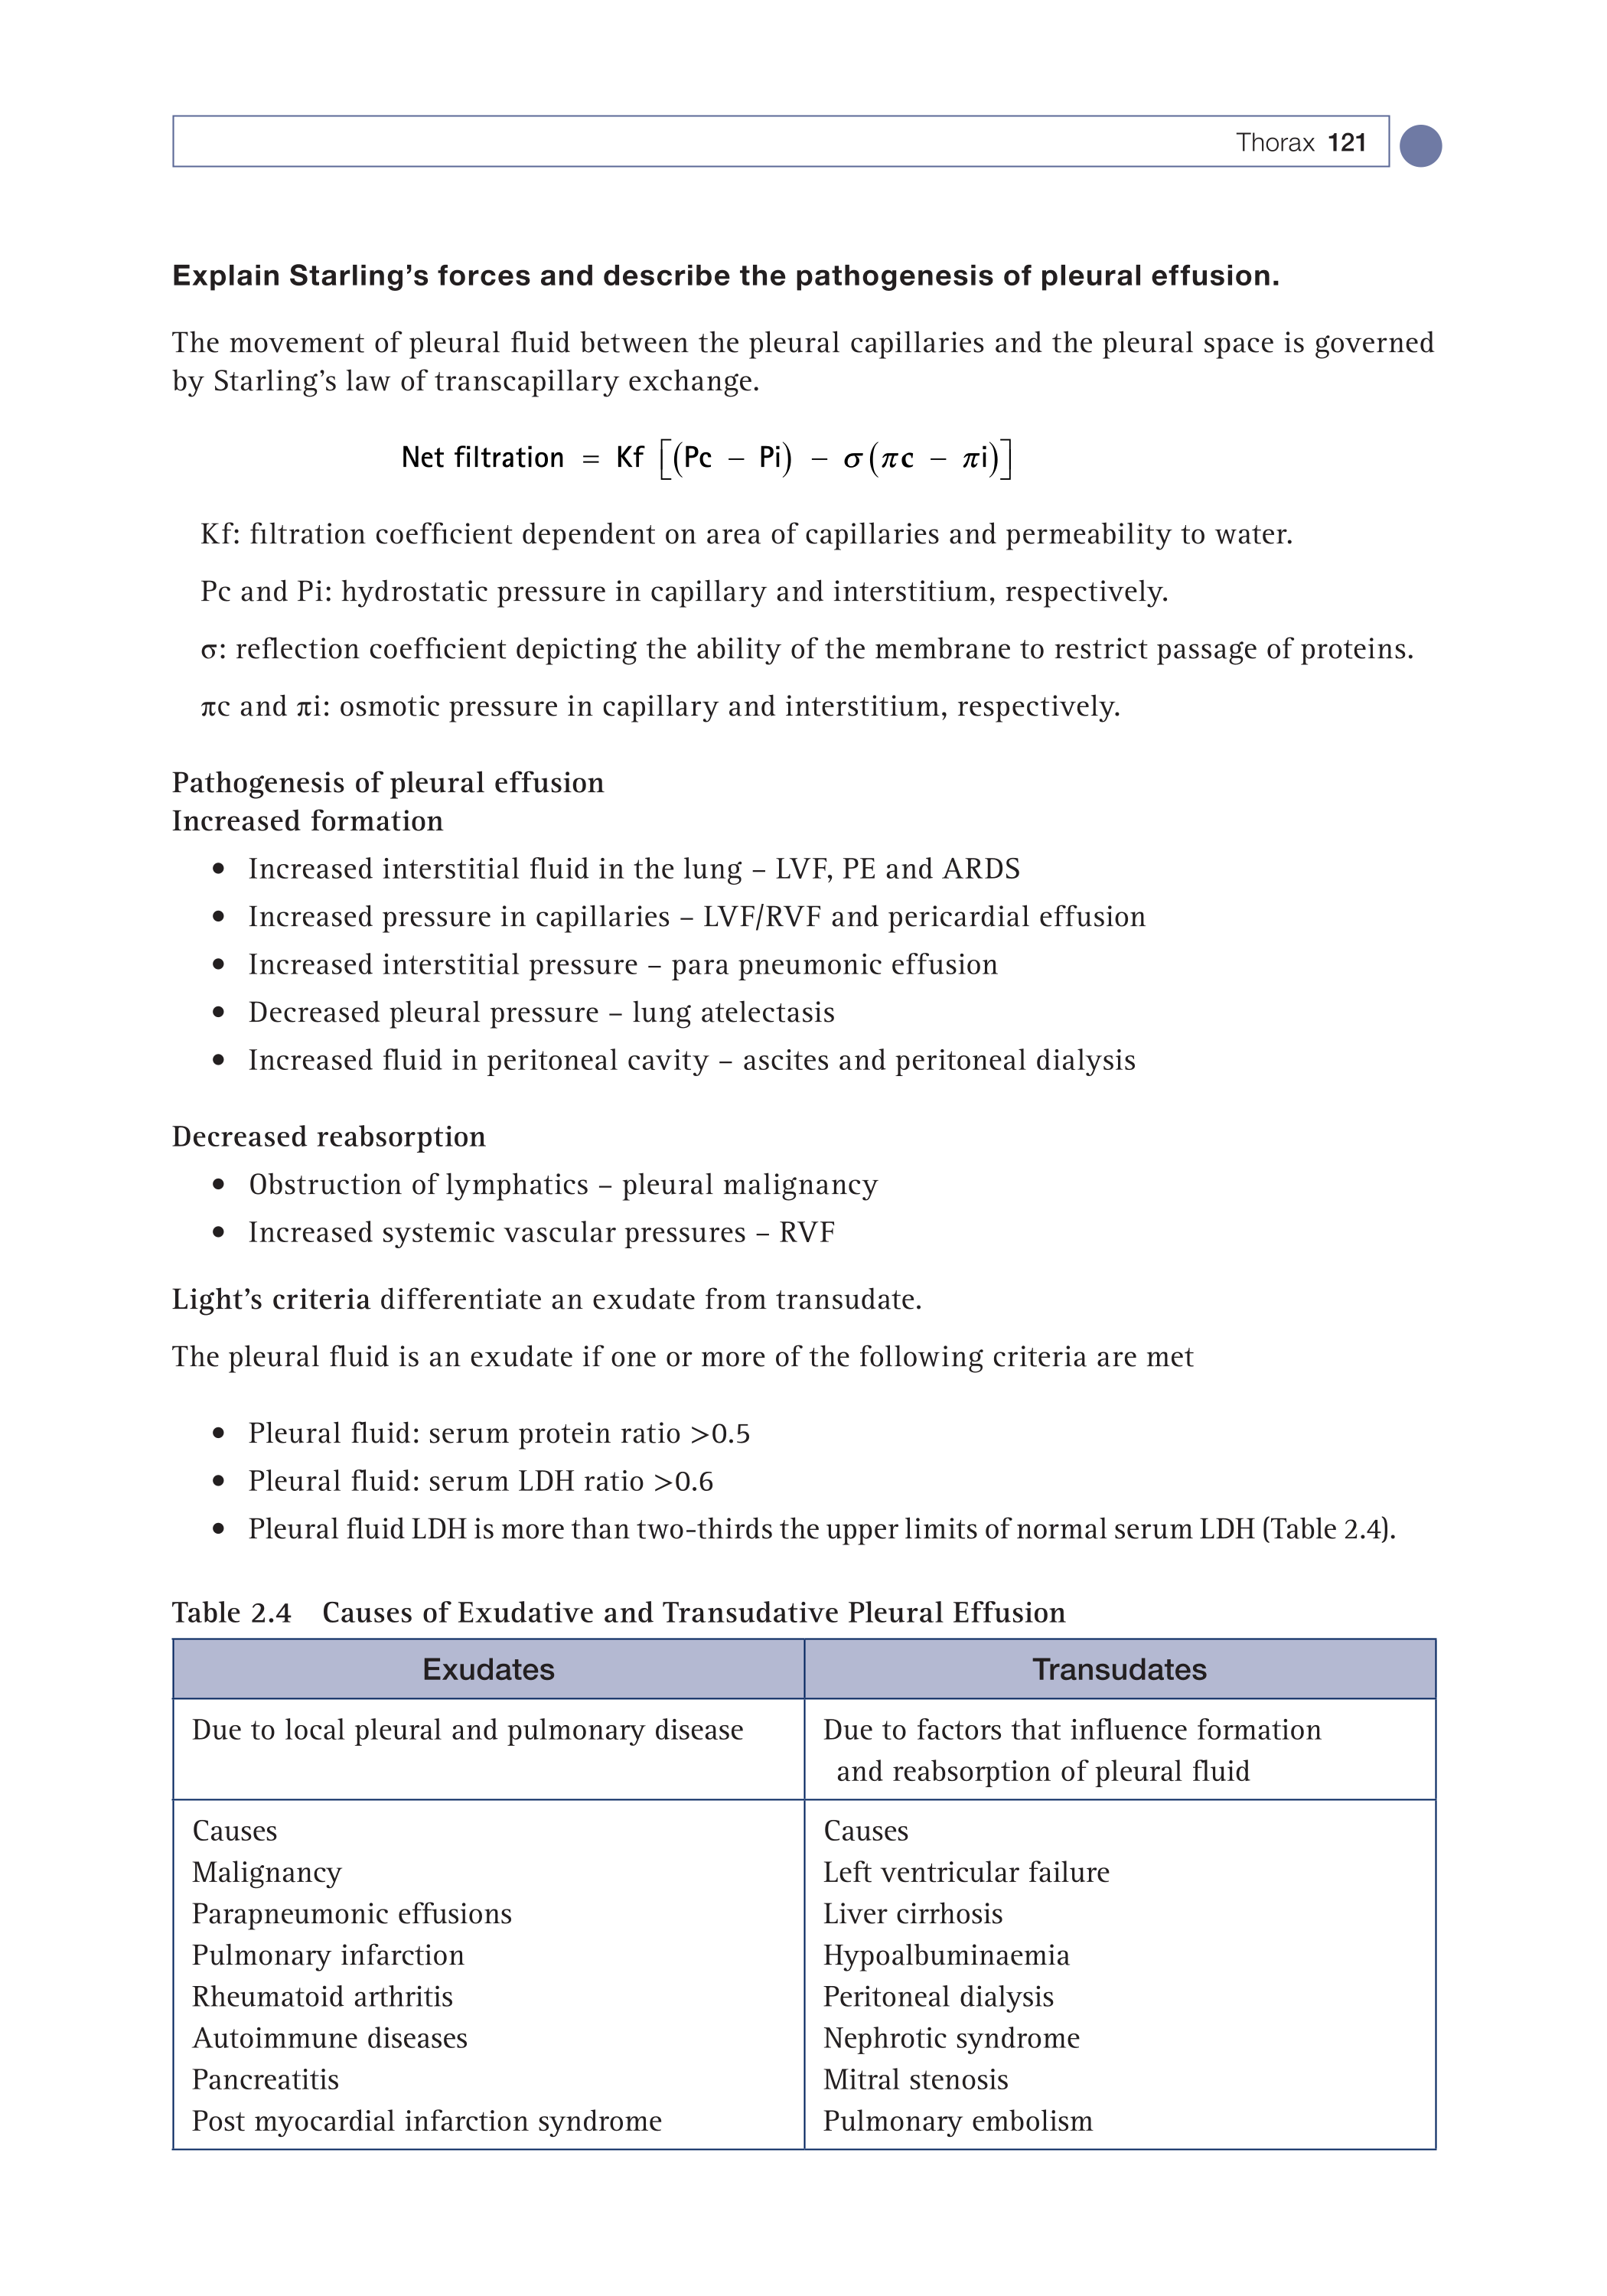 Thorax 121
Explain Starling’s forces and describe the pathogenesis of pleural effusion.
The movement of pleural fluid between the pleural capillaries and the pleural space is governed
by Starling’s law of transcapillary exchange.
Net filtration = Kf [(Pc − Pi) − σ(πc − πi)]
Kf: filtration coefficient dependent on area of capillaries and permeability to water.
Pc and Pi: hydrostatic pressure in capillary and interstitium, respectively.
σ: reflection coefficient depicting the ability of the membrane to restrict passage of proteins.
πc and πi: osmotic pressure in capillary and interstitium, respectively.
Pathogenesis of pleural effusion
Increased formation
• Increased interstitial fluid in the lung – LVF, PE and ARDS
• Increased pressure in capillaries – LVF/RVF and pericardial effusion
• Increased interstitial pressure – para pneumonic effusion
• Decreased pleural pressure – lung atelectasis
• Increased fluid in peritoneal cavity – ascites and peritoneal dialysis
Decreased reabsorption
• Obstruction of lymphatics – pleural malignancy
• Increased systemic vascular pressures – RVF
Light’s criteria differentiate an exudate from transudate.
The pleural fluid is an exudate if one or more of the following criteria are met
• Pleural fluid: serum protein ratio >0.5
• Pleural fluid: serum LDH ratio >0.6
• Pleural fluid LDH is more than two-thirds the upper limits of normal serum LDH (Table 2.4).
Table 2.4 Causes of Exudative and Transudative Pleural Effusion
Exudates
Transudates
Due to local pleural and pulmonary disease
Due to factors that influence formation
and reabsorption of pleural fluid
Causes
Malignancy
Parapneumonic effusions
Pulmonary infarction
Rheumatoid arthritis
Autoimmune diseases
Pancreatitis
Post myocardial infarction syndrome
Causes
Left ventricular failure
Liver cirrhosis
Hypoalbuminaemia
Peritoneal dialysis
Nephrotic syndrome
Mitral stenosis
Pulmonary embolism